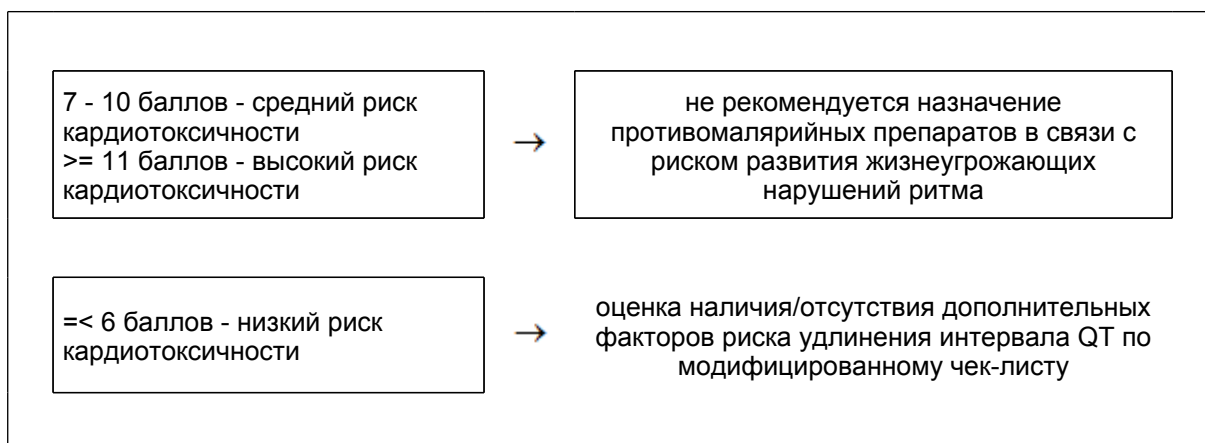 7 - 10 баллов - средний риск
кардиотоксичности
>= 11 баллов - высокий риск
кардиотоксичности
→
не рекомендуется назначение
противомалярийных препаратов в связи с
риском развития жизнеугрожающих
нарушений ритма
=< 6 баллов - низкий риск
кардиотоксичности
→
оценка наличия/отсутствия дополнительных
факторов риска удлинения интервала QT по
модифицированному чек-листу